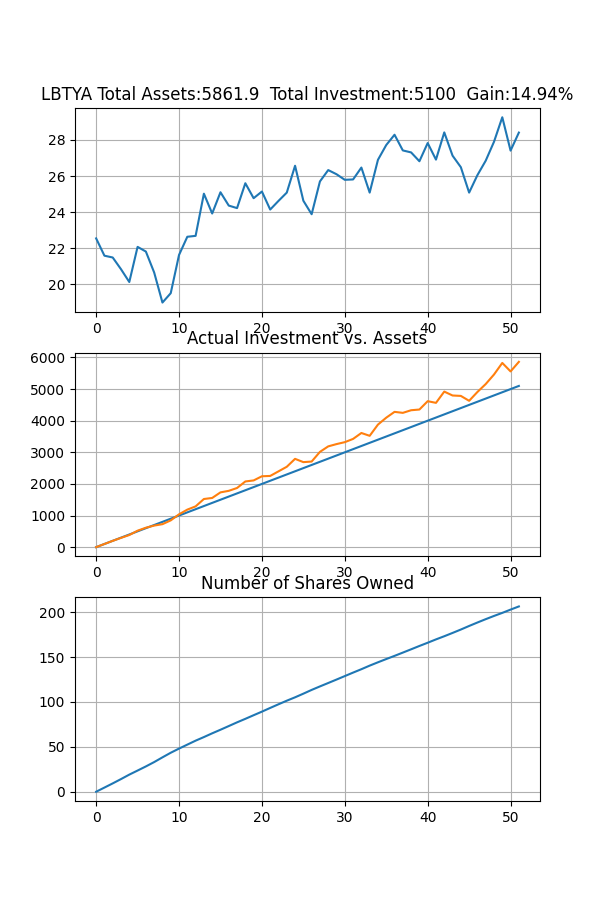 LBTYA Total Assets:5861.9  Total Investment:5100  Gain:14.94%
28
26
24
22
20
0 10 20 30 40 50
Actual Investment vs. Assets
6000
5000
4000
3000
2000
1000
0
0 10 20 30 40 50
Number of Shares Owned
200
150
100
50
0
0 10 20 30 40 50